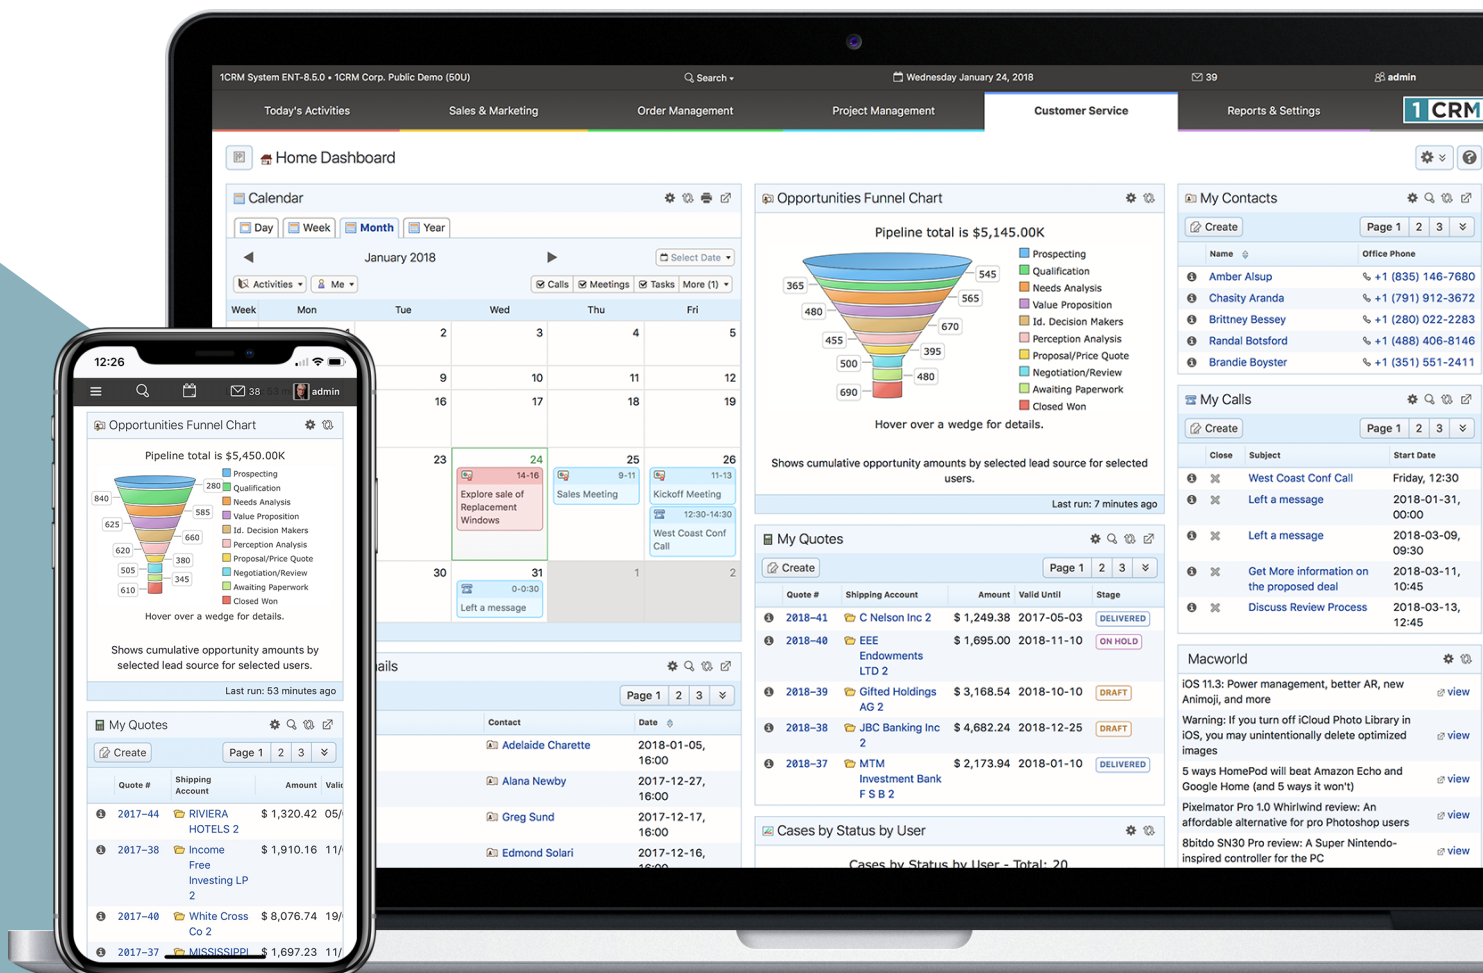 1CRM System ENT-8.5.0 • 1CRM Corp. Public Demo (50U)
Search
Wednesday January 24, 2018
39
admin
Today's Activities
Sales & Marketing
Order Management
Project Management
Customer Service
Reports & Settings
1 CRM
Home Dashboard
Calendar
Day
Week
Month
Year
January 2018
Select Date
Activities
Me
Calls
Meetings
Tasks
More (1)
Week Mon Tue Wed Thu Fri
1 2 3 4 5
9 10 11 12
16 17 18 19
23 24 25 26
14-16
Explore sale of
Replacement
Windows
9-11
Sales Meeting
11-13
Kickoff Meeting
12:30-14:30
West Coast Conf
Call
30 31 1 2
0-0:30
Left a message
ails
Page 1 2 3
Contact Date
Adelaide Charette 2018-01-05,
16:00
Alana Newby 2017-12-27,
16:00
Greg Sund 2017-12-17,
16:00
Edmond Solari 2017-12-16,
16:00
Opportunities Funnel Chart
Pipeline total is $5,145.00K
545
365
565
480
670
455
395
500
480
690
Prospecting
Qualification
Needs Analysis
Value Proposition
Id. Decision Makers
Perception Analysis
Proposal/Price Quote
Negotiation/Review
Awaiting Paperwork
Closed Won
Hover over a wedge for details.
Shows cumulative opportunity amounts by selected lead source for selected
users.
Last run: 7 minutes ago
My Quotes
Create
Page 1 2 3
Quote # Shipping Account Amount Valid Until Stage
2018-41 C Nelson Inc 2 $ 1,249.38 2017-05-03 DELIVERED
2018-40 EEE $ 1,695.00 2018-11-10 ON HOLD
Endowments
LTD 2
2018-39 Gifted Holdings $ 3,168.54 2018-10-10 DRAFT
AG 2
2018-38 JBC Banking Inc $ 4,682.24 2018-12-25 DRAFT
2
2018-37 MTM $ 2,173.94 2018-01-10 DELIVERED
Investment Bank
F S B 2
Cases by Status by User
Cases by Status by User - Total: 20
My Contacts
Create
Page 1 2 3
Name Office Phone
Amber Alsup +1 (835) 146-7680
Chasity Aranda +1 (791) 912-3672
Brittney Bessey +1 (280) 022-2283
Randal Botsford +1 (488) 406-8146
Brandie Boyster +1 (351) 551-2411
My Calls
Create
Page 1 2 3
Close Subject Start Date
West Coast Conf Call Friday, 12:30
Left a message 2018-01-31,
00:00
Left a message 2018-03-09,
09:30
Get More information on 2018-03-11,
the proposed deal 10:45
Discuss Review Process 2018-03-13,
12:45
Macworld
iOS 11.3: Power management, better AR, new
Animoji, and more
view
Warning: If you turn off iCloud Photo Library in
iOS, you may unintentionally delete optimized
images
view
5 ways HomePod will beat Amazon Echo and
Google Home (and 5 ways it won't)
view
Pixelmator Pro 1.0 Whirlwind review: An
affordable alternative for pro Photoshop users
view
8bitdo SN30 Pro review: A Super Nintendo-
inspired controller for the PC
view
12:26
38
admin
Opportunities Funnel Chart
Pipeline total is $5,450.00K
280
840
585
625
660
620
380
505
345
610
Prospecting
Qualification
Needs Analysis
Value Proposition
Id. Decision Makers
Perception Analysis
Proposal/Price Quote
Negotiation/Review
Awaiting Paperwork
Closed Won
Hover over a wedge for details.
Shows cumulative opportunity amounts by
selected lead source for selected users.
Last run: 53 minutes ago
My Quotes
Create
Page 1 2 3
Quote # Shipping Account Amount Valid
2017-44 RIVIERA $ 1,320.42 05/
HOTELS 2
2017-38 Income $ 1,910.16 11/
Free
Investing LP
2
2017-40 White Cross $ 8,076.74 19/
Co 2
2017-37 MISSISSIPPI $ 1,697.23 11/